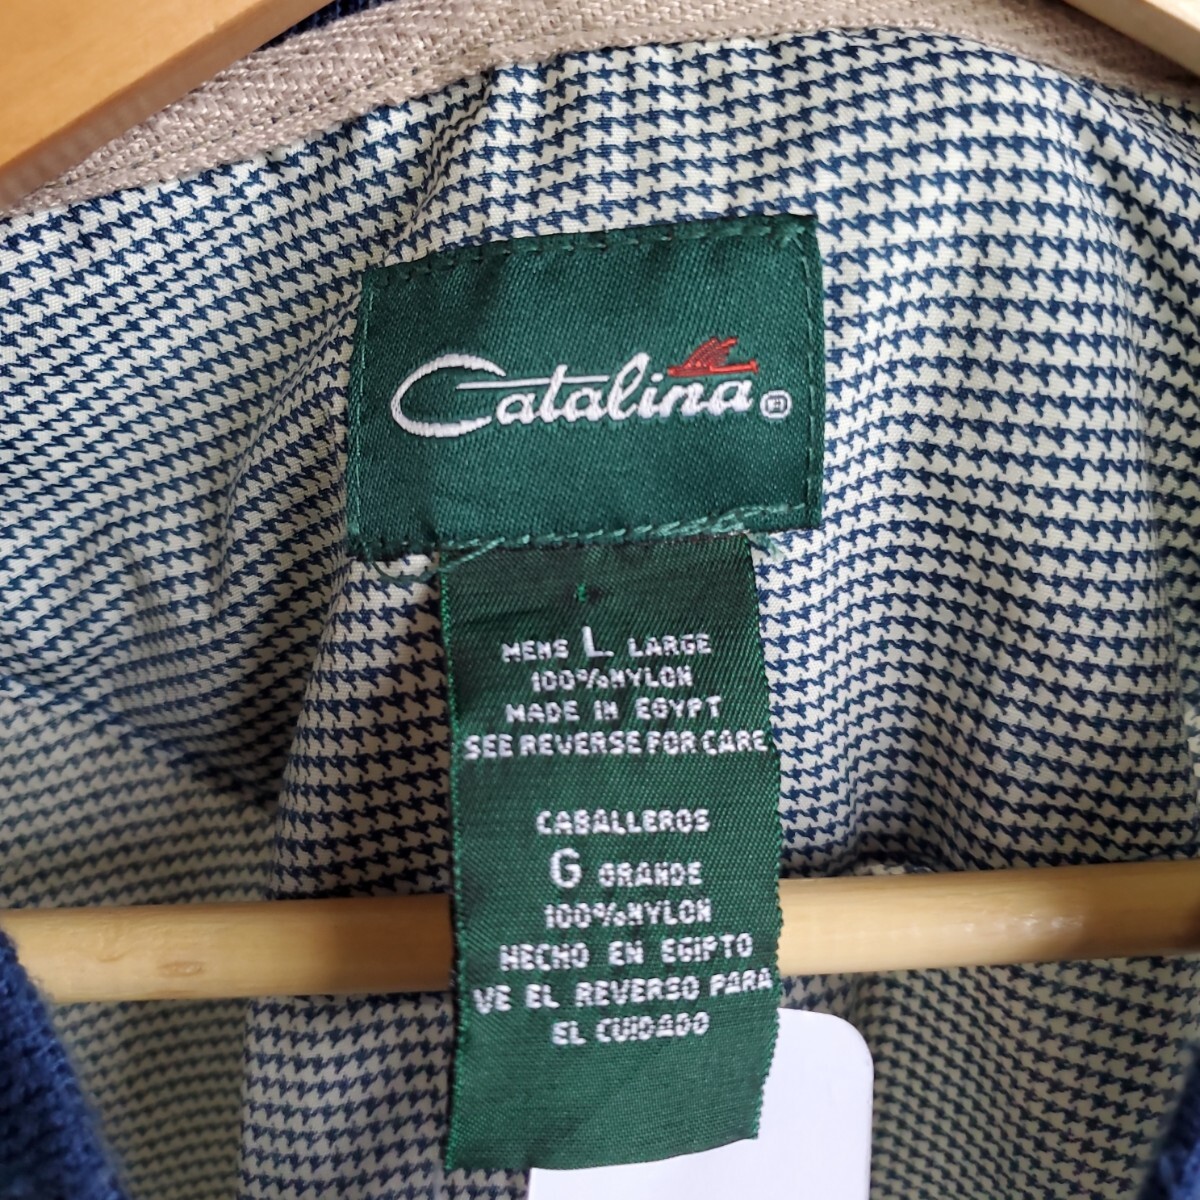 Catalina ®
MENS L LARGE
100%NYLON
MADE IN EGYPT
SEE REVERSE FOR CARE
CABALLEROS
G GRANDE
100%NYLON
HECHO EN EGIPTO
VE EL REVERSO PARA
EL CUIDADO